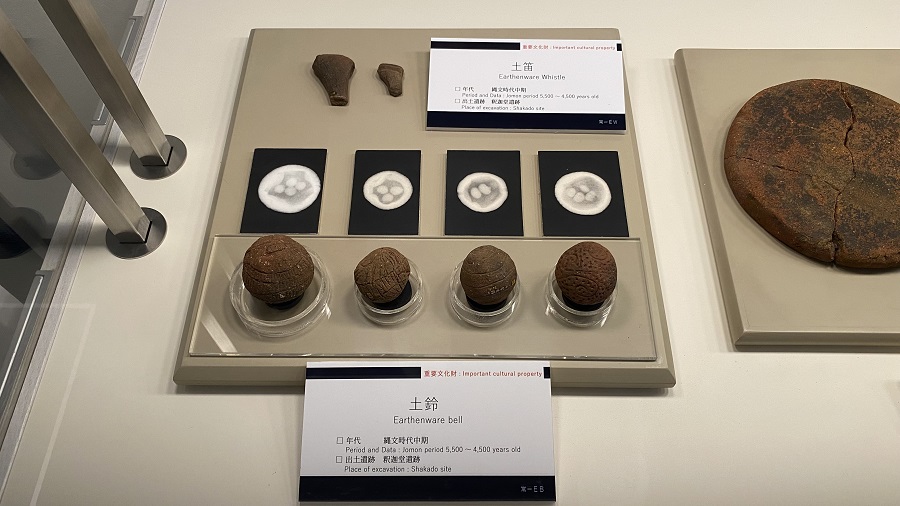 重要文化財 : Important cultural property
土笛
Earthenware Whistle
□ 年代 縄文時代中期
Period and Data : Jomon period 5,500 ～ 4,500 years old
□ 出土遺跡 釈迦堂遺跡
Place of excavation : Shakado site
常－EW
重要文化財 : Important cultural property
土鈴
Earthenware bell
□ 年代 縄文時代中期
Period and Data : Jomon period 5,500 ～ 4,500 years old
□ 出土遺跡 釈迦堂遺跡
Place of excavation : Shakado site
常－EB